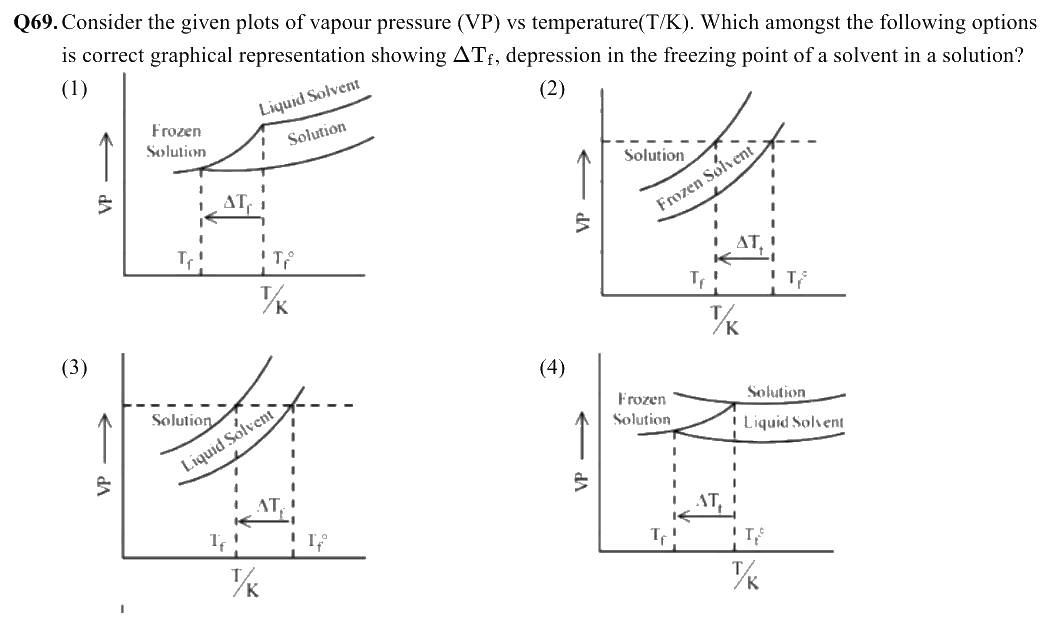 Q69. Consider the given plots of vapour pressure (VP) vs temperature(T/K). Which amongst the following options
is correct graphical representation showing ΔTf, depression in the freezing point of a solvent in a solution?
(1)
Liquid Solvent
Frozen
Solution
Solution
VP
ΔTf
Tf
Tf°
T/K
(2)
Solution
Frozen Solvent
VP
ΔTt
Tf
Tf°
T/K
(3)
Solution
Liquid Solvent
VP
ΔTf
Tf
Tf°
T/K
(4)
Frozen
Solution
Solution
Liquid Solvent
VP
ΔTt
Tf
Tf°
T/K